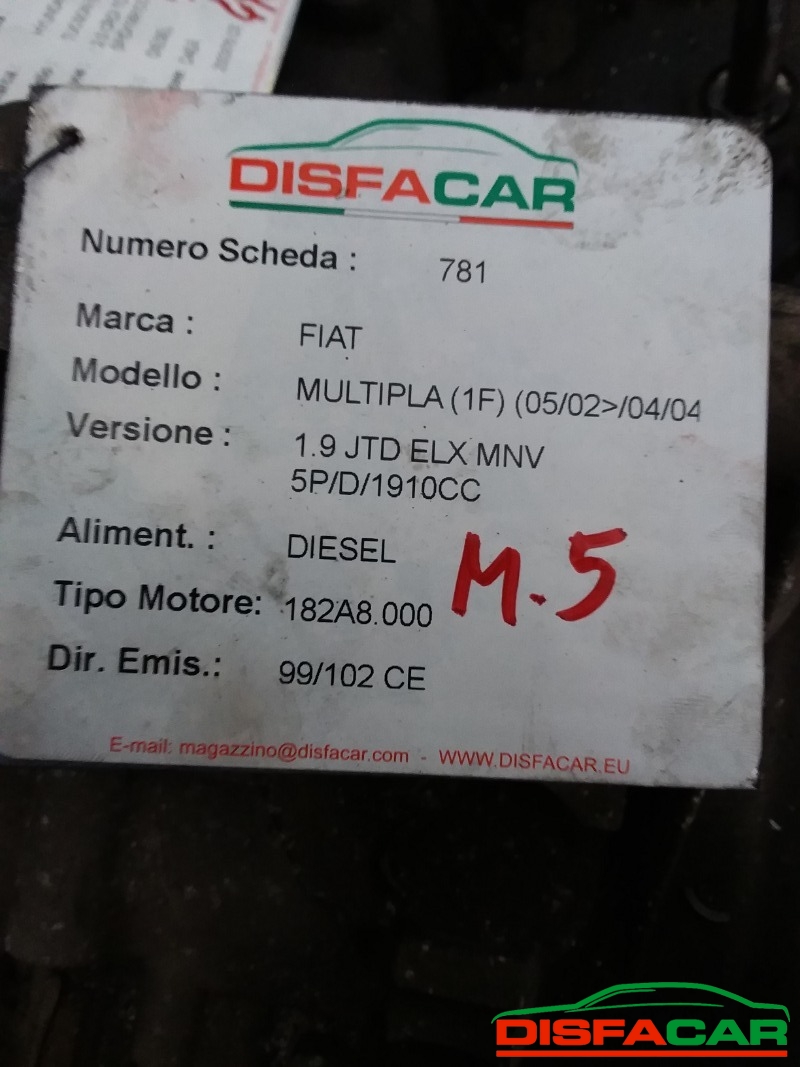 DISFACAR
Numero Scheda : 781
Marca : FIAT
Modello : MULTIPLA (1F) (05/02>/04/04
Versione : 1.9 JTD ELX MNV
5P/D/1910CC
Aliment. : DIESEL
M.5
Tipo Motore: 182A8.000
Dir. Emis.: 99/102 CE
E-mail: magazzino@disfacar.com - WWW.DISFACAR.EU
DISFACAR